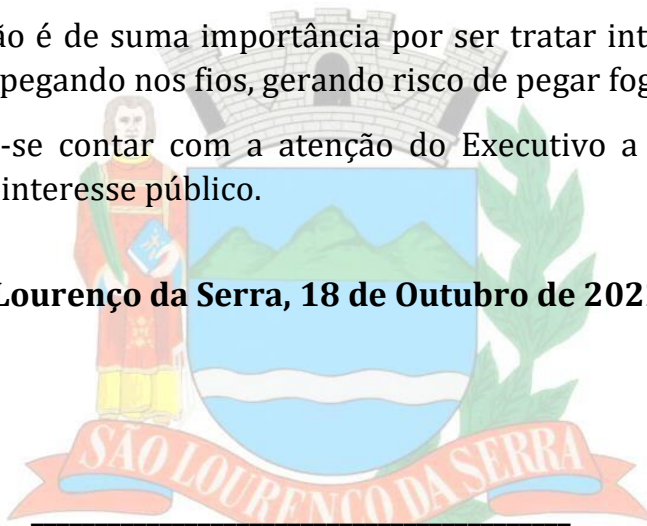 ão é de suma importância por ser tratar int
pegando nos fios, gerando risco de pegar fog
-se contar com a atenção do Executivo a
interesse público.
Lourenço da Serra, 18 de Outubro de 202
SÃO LOURENÇO DA SERRA